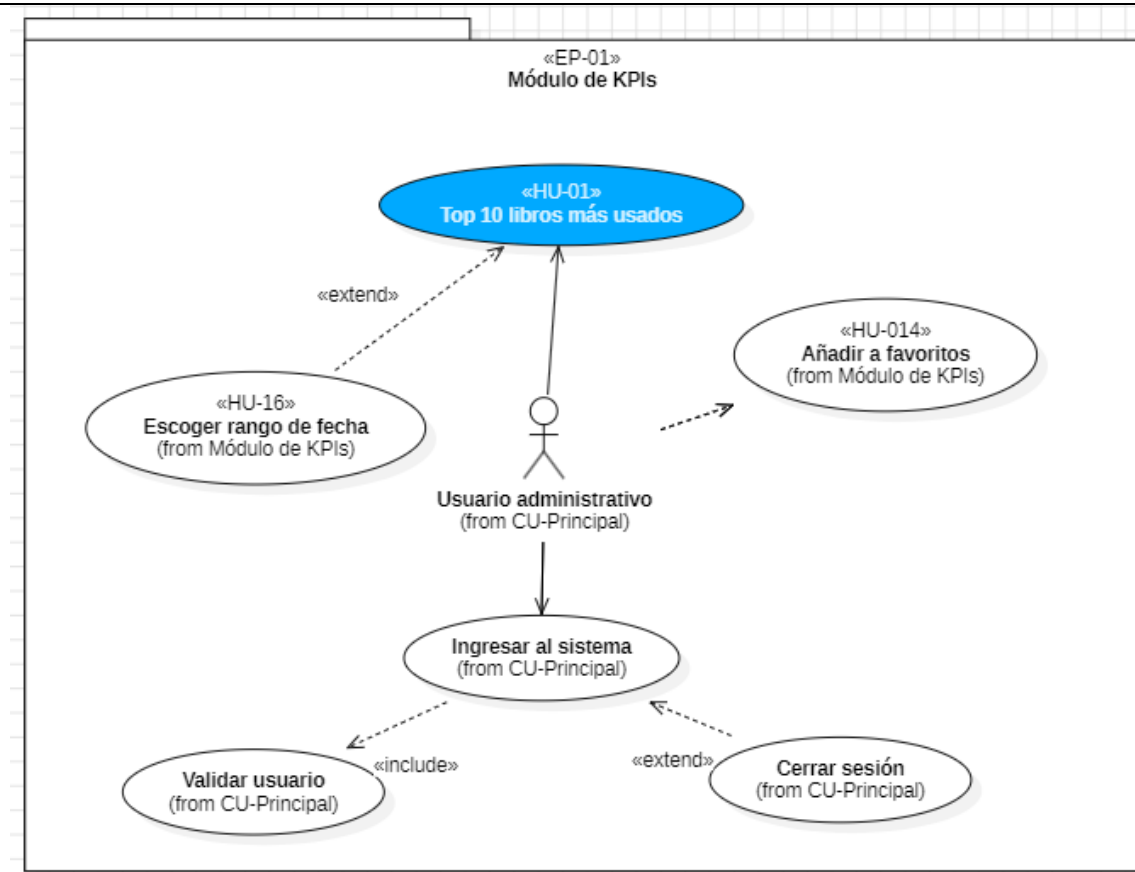 «EP-01»
Módulo de KPIs
«HU-01»
Top 10 libros más usados
«extend»
«HU-014»
Añadir a favoritos
(from Módulo de KPIs)
«HU-16»
Escoger rango de fecha
(from Módulo de KPIs)
Usuario administrativo
(from CU-Principal)
Ingresar al sistema
(from CU-Principal)
«include»
«extend»
Validar usuario
(from CU-Principal)
Cerrar sesión
(from CU-Principal)